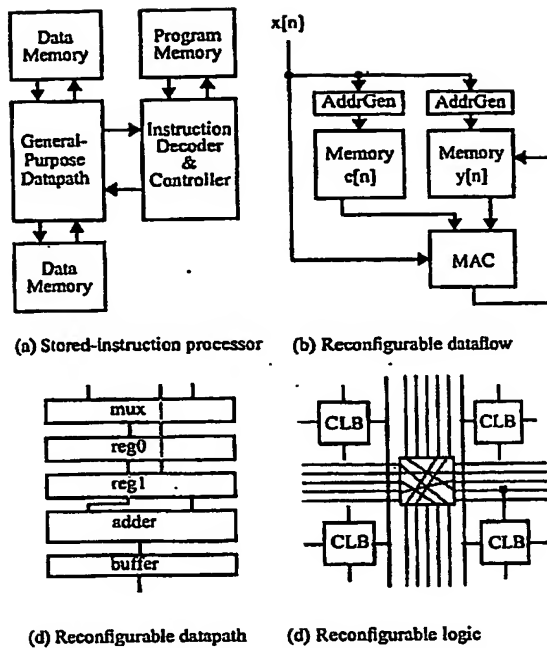 Data
Memory
Program
Memory
General-
Purpose
Datapath
Instruction
Decoder
&
Controller
Data
Memory
(a) Stored-instruction processor
x[n]
AddrGen
AddrGen
Memory
c[n]
Memory
y[n]
MAC
(b) Reconfigurable dataflow
mux
reg0
reg1
adder
buffer
(d) Reconfigurable datapath
CLB
CLB
CLB
CLB
(d) Reconfigurable logic